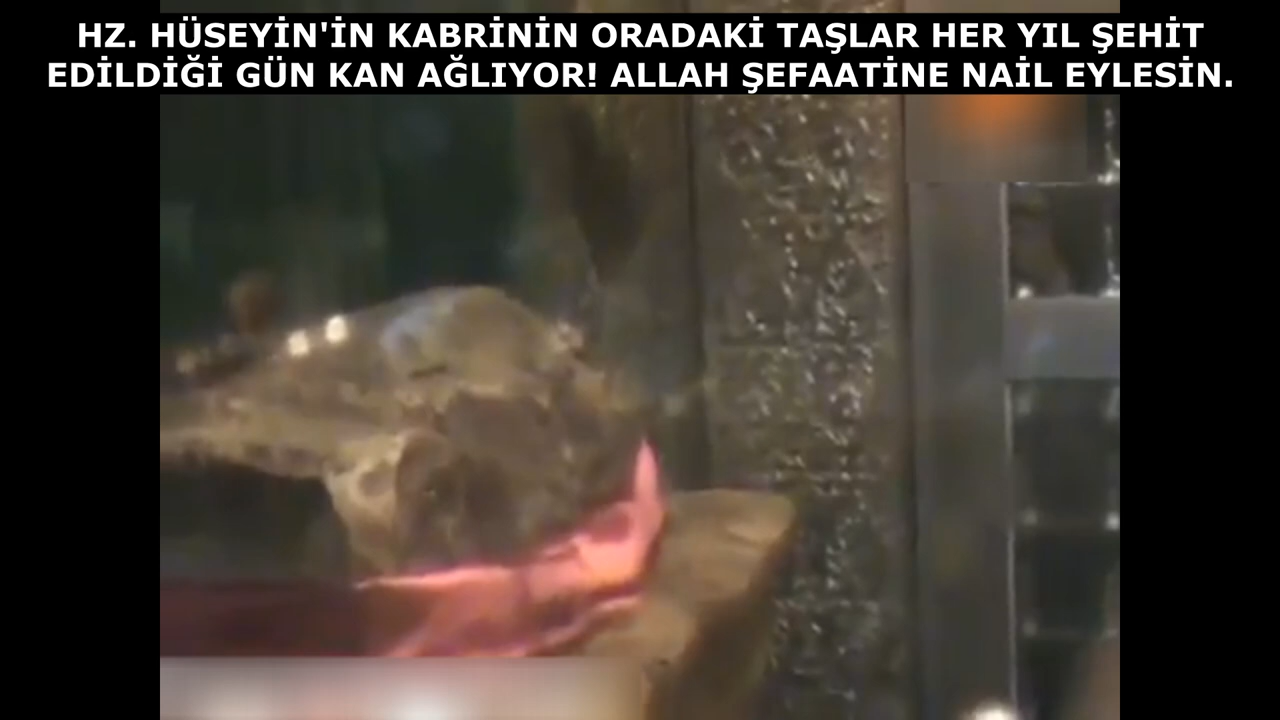 HZ. HÜSEYİN'İN KABRİNİN ORADAKİ TAŞLAR HER YIL ŞEHİT
EDİLDİĞİ GÜN KAN AĞLIYOR! ALLAH ŞEFAATİNE NAİL EYLESİN.